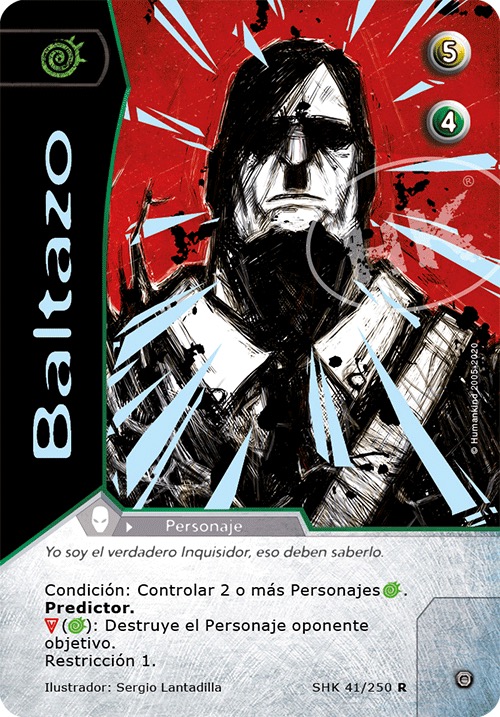 5
4
Baltazo
HK
®
© Humankind 2005-2020
Personaje
Yo soy el verdadero Inquisidor, eso deben saberlo.
Condición: Controlar 2 o más Personajes.
Predictor.
(): Destruye el Personaje oponente
objetivo.
Restricción 1.
Ilustrador: Sergio Lantadilla
SHK 41/250 R